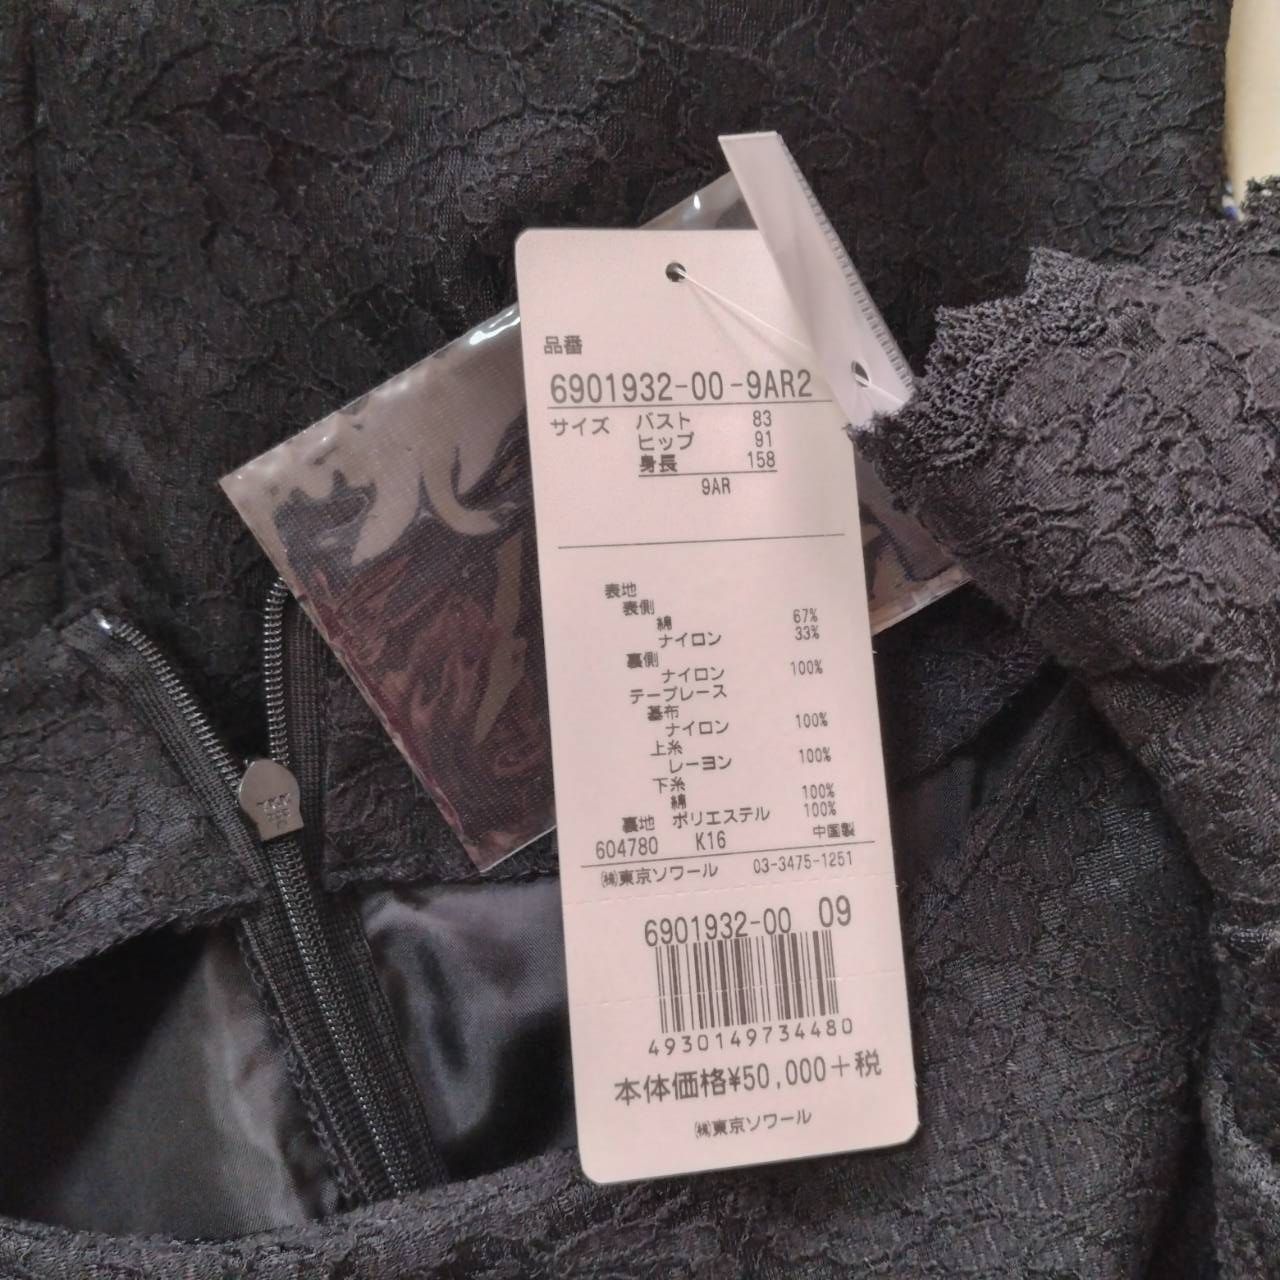 品番
6901932-00-9AR2
サイズ バスト 83
ヒップ 91
身長 158
9AR
表地
表側
綿 67%
ナイロン 33%
裏側
ナイロン 100%
テープレース
基布
ナイロン 100%
上糸
レーヨン 100%
下糸
綿 100%
裏地 ポリエステル 100%
604780 K16 中国製
㈱東京ソワール 03-3475-1251
6901932-00 09
4930149734480
本体価格¥50,000+税
㈱東京ソワール